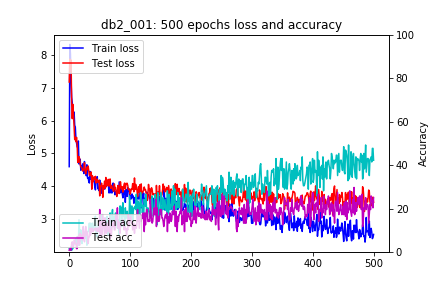 db2_001: 500 epochs loss and accuracy
Train loss
Test loss
Train acc
Test acc
Loss
Accuracy
8
7
6
5
4
3
100
80
60
40
20
0
0
100
200
300
400
500